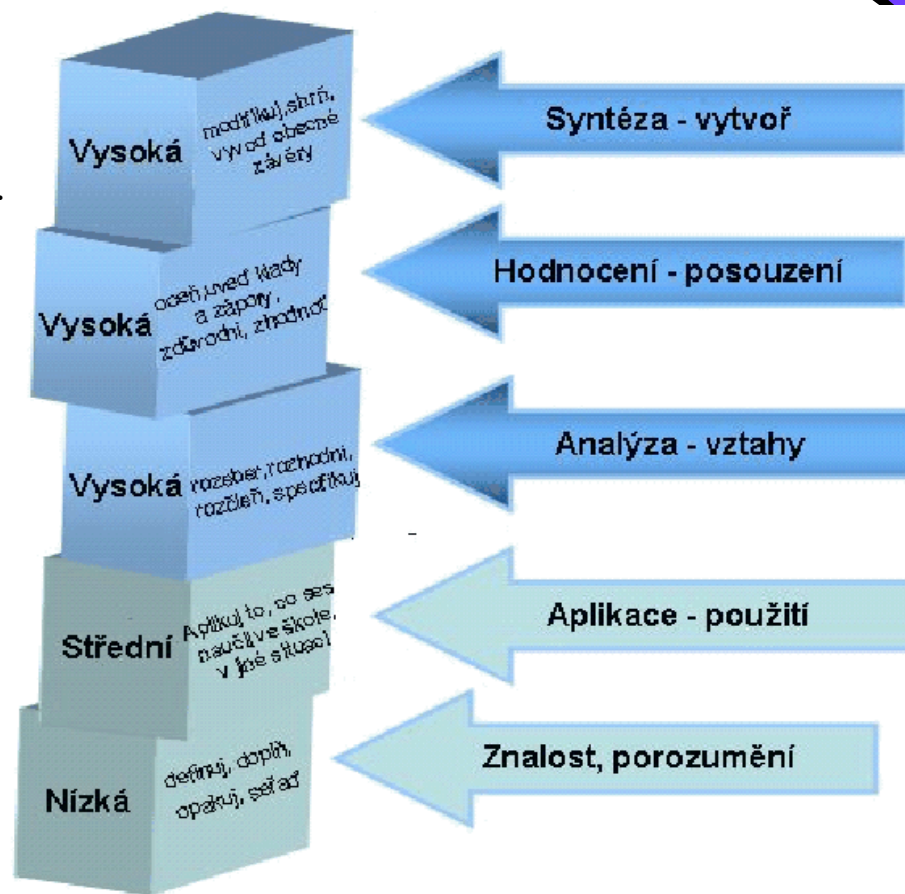 Vysoká
modifikuj, shrň,
vyvoď obecné
závěry
Syntéza - vytvoř
Vysoká
oceň, uveď klady
a zápory,
zdůvodni, zhodnoť
Hodnocení - posouzení
Vysoká
rozeber, rozhodni,
rozčleň, specifikuj
Analýza - vztahy
Střední
Aplikuj to, co ses
naučil ve škole,
v jiné situaci
Aplikace - použití
Nízká
definuj, doplň,
opakuj, seřaď
Znalost, porozumění